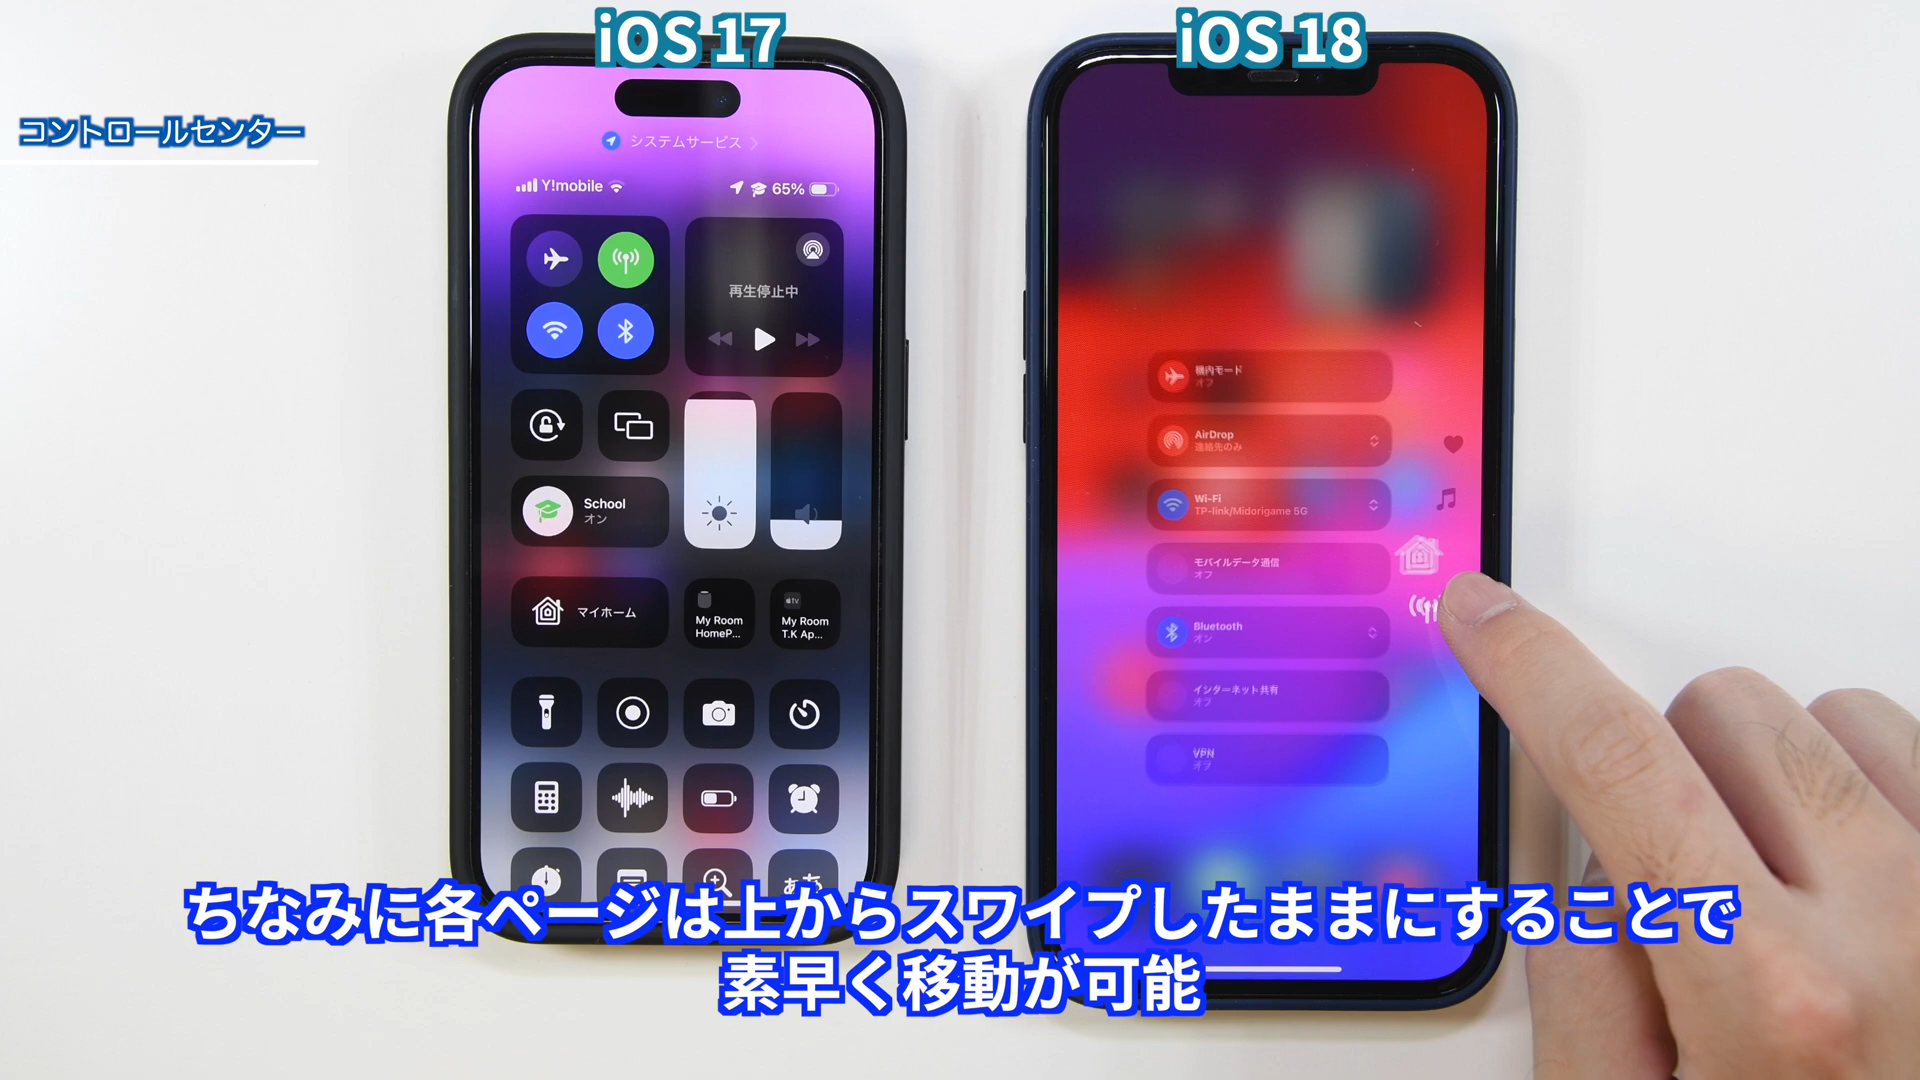 iOS 17
iOS 18
コントロールセンター
システムサービス
Y!mobile
65%
再生停止中
School
オン
マイホーム
My Room
HomeP...
tv
My Room
T.K Ap...
あぁ
機内モード
オフ
AirDrop
連絡先のみ
Wi-Fi
TP-link/Midorigame 5G
モバイルデータ通信
オフ
Bluetooth
オン
インターネット共有
オフ
VPN
オフ
ちなみに各ページは上からスワイプしたままにすることで
素早く移動が可能